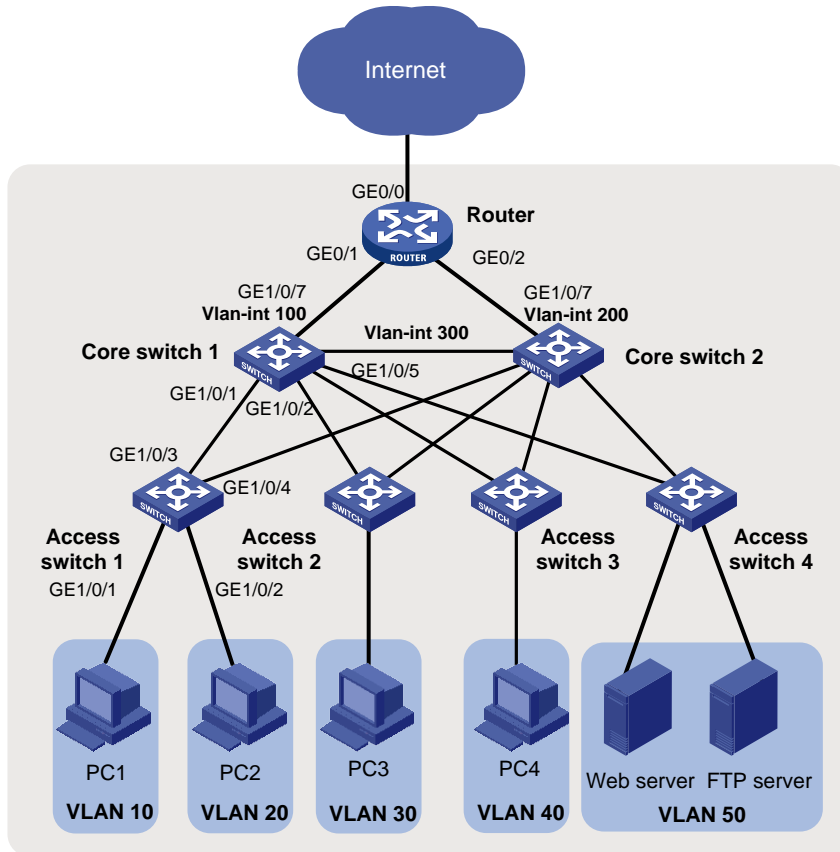 Internet
GE0/0
Router
ROUTER
GE0/1
GE0/2
GE1/0/7
Vlan-int 100
GE1/0/7
Vlan-int 200
Vlan-int 300
Core switch 1
SWITCH
SWITCH
Core switch 2
GE1/0/1
GE1/0/2
GE1/0/5
GE1/0/3
GE1/0/4
SWITCH
SWITCH
SWITCH
SWITCH
Access
switch 1
Access
switch 2
Access
switch 3
Access
switch 4
GE1/0/1
GE1/0/2
PC1
VLAN 10
PC2
VLAN 20
PC3
VLAN 30
PC4
VLAN 40
Web server
FTP server
VLAN 50